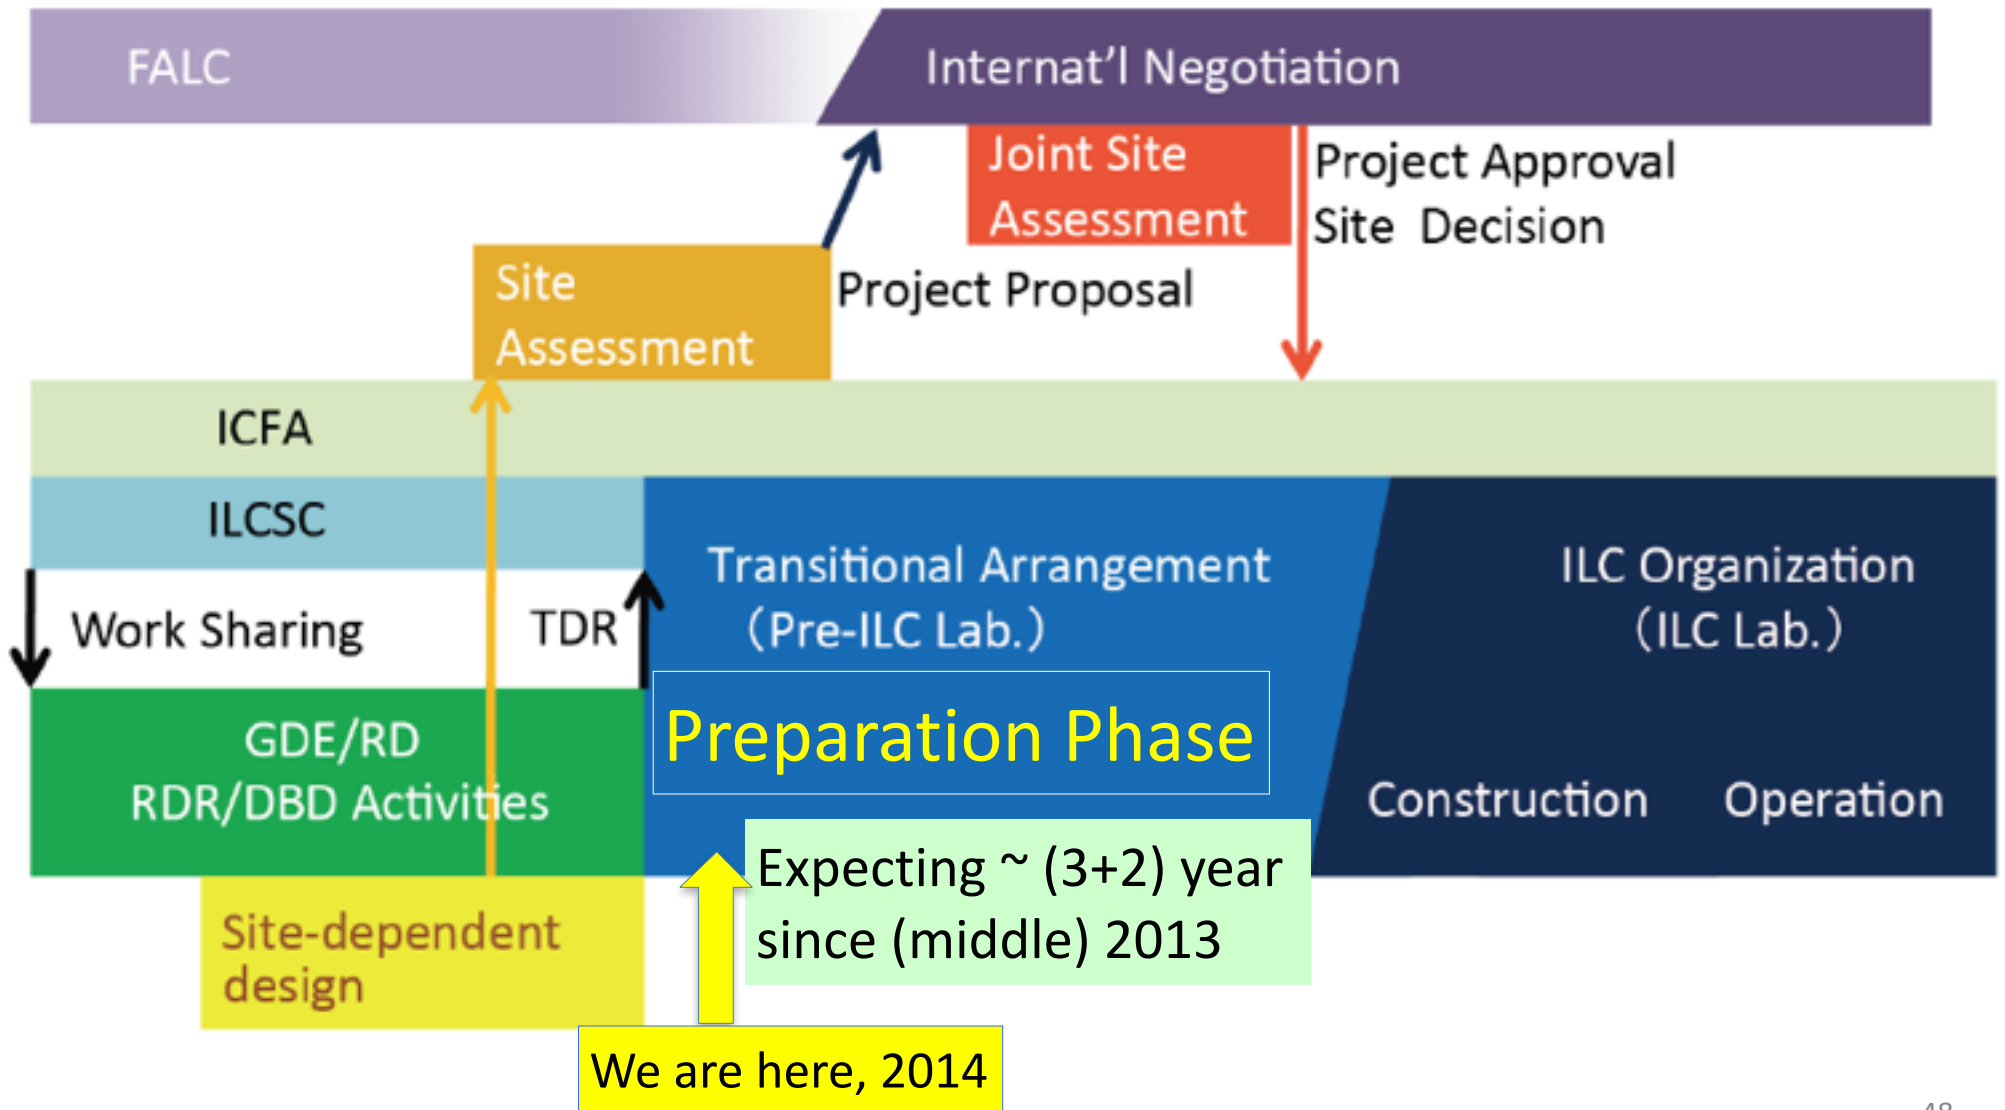 FALC
Internat'l Negotiation
Joint Site
Assessment
Project Approval
Site Decision
Site
Assessment
Project Proposal
ICFA
ILCSC
Work Sharing
TDR
Transitional Arrangement
（Pre-ILC Lab.）
ILC Organization
（ILC Lab.）
GDE/RD
RDR/DBD Activities
Preparation Phase
Construction
Operation
Expecting ~ (3+2) year
since (middle) 2013
Site-dependent
design
We are here, 2014